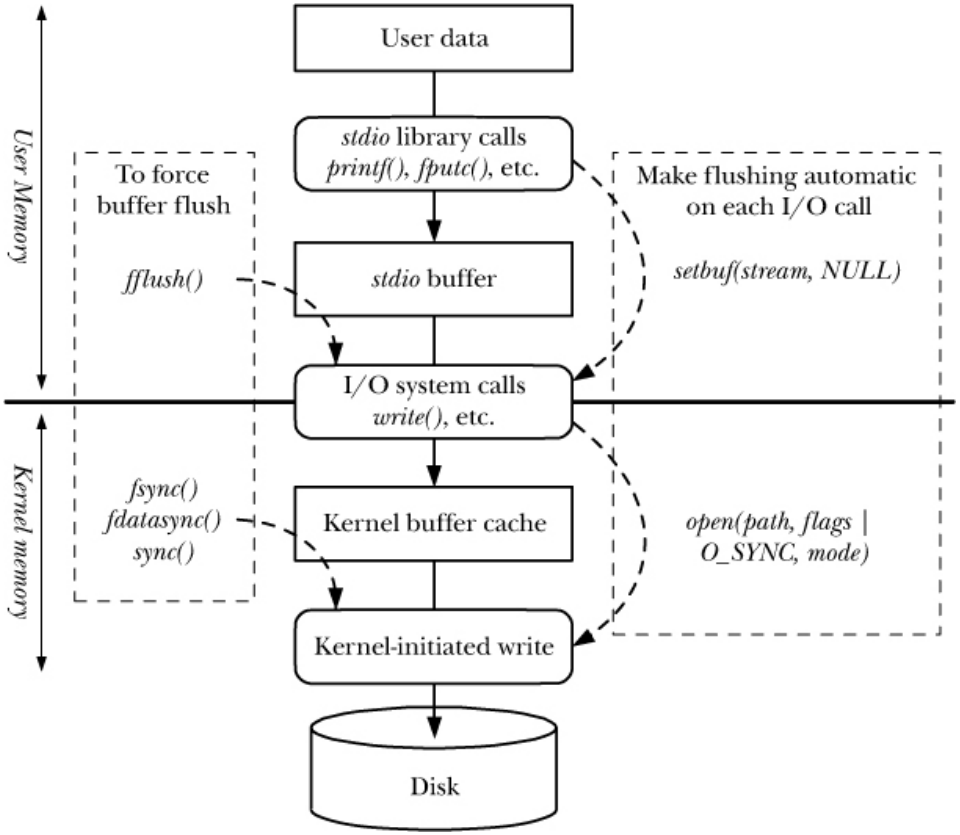 User data
stdio library calls
printf(), fputc(), etc.
stdio buffer
I/O system calls
write(), etc.
Kernel buffer cache
Kernel-initiated write
Disk
User Memory
Kernel memory
To force
buffer flush
fflush()
fsync()
fdatasync()
sync()
Make flushing automatic
on each I/O call
setbuf(stream, NULL)
open(path, flags |
O_SYNC, mode)